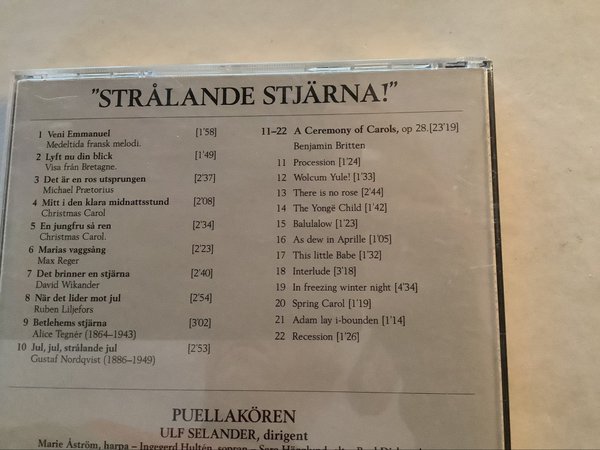 "STRÅLANDE STJÄRNA!"
1 Veni Emmanuel [1'58]
Medeltida fransk melodi.
2 Lyft nu din blick [1'49]
Visa från Bretagne.
3 Det är en ros utsprungen [2'37]
Michael Prætorius
4 Mitt i den klara midnattsstund [2'08]
Christmas Carol
5 En jungfru så ren [2'34]
Christmas Carol.
6 Marias vaggsång [2'23]
Max Reger
7 Det brinner en stjärna [2'40]
David Wikander
8 När det lider mot jul [2'54]
Ruben Liljefors
9 Betlehems stjärna [3'02]
Alice Tegnér (1864–1943)
10 Jul, jul, strålande jul [2'53]
Gustaf Nordqvist (1886–1949)
11–22 A Ceremony of Carols, op 28.[23'19]
Benjamin Britten
11 Procession [1'24]
12 Wolcum Yule! [1'33]
13 There is no rose [2'44]
14 The Yongë Child [1'42]
15 Balulalow [1'23]
16 As dew in Aprille [1'05]
17 This little Babe [1'32]
18 Interlude [3'18]
19 In freezing winter night [4'34]
20 Spring Carol [1'19]
21 Adam lay i-bounden [1'14]
22 Recession [1'26]
PUELLAKÖREN
ULF SELANDER, dirigent
Marie Åström, harpa – Ingegerd Hultén, sopran – Sara